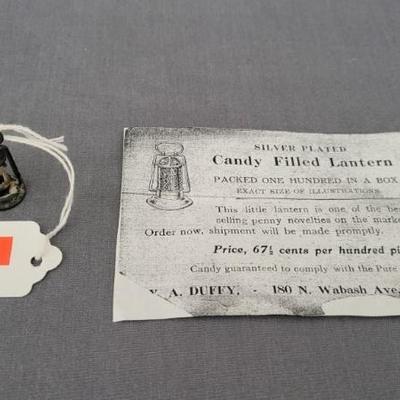 SILVER PLATED
Candy Filled Lantern
PACKED ONE HUNDRED IN A BOX
EXACT SIZE OF ILLUSTRATIONS
This little lantern is one of the bes
selling penny novelties on the marke
Order now, shipment will be made promptly.
Price, 67½ cents per hundred pi
Candy guaranteed to comply with the Pure
A. DUFFY, - 180 N. Wabash Ave.